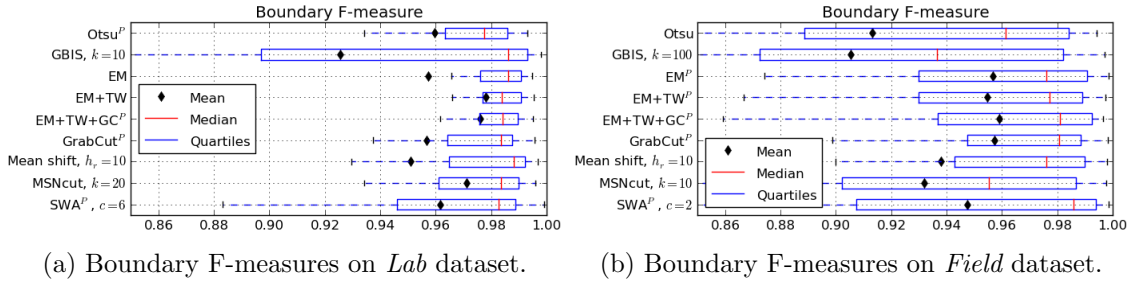 Boundary F-measure
Otsu^P
GBIS, k=10
EM
EM+TW
EM+TW+GC^P
GrabCut^P
Mean shift, h_r=10
MSNcut, k=20
SWA^P, c=6
Mean
Median
Quartiles
0.86 0.88 0.90 0.92 0.94 0.96 0.98 1.00
(a) Boundary F-measures on Lab dataset.
Boundary F-measure
Otsu
GBIS, k=100
EM^P
EM+TW^P
EM+TW+GC^P
GrabCut^P
Mean shift, h_r=10
MSNcut, k=10
SWA^P, c=2
Mean
Median
Quartiles
0.86 0.88 0.90 0.92 0.94 0.96 0.98 1.00
(b) Boundary F-measures on Field dataset.